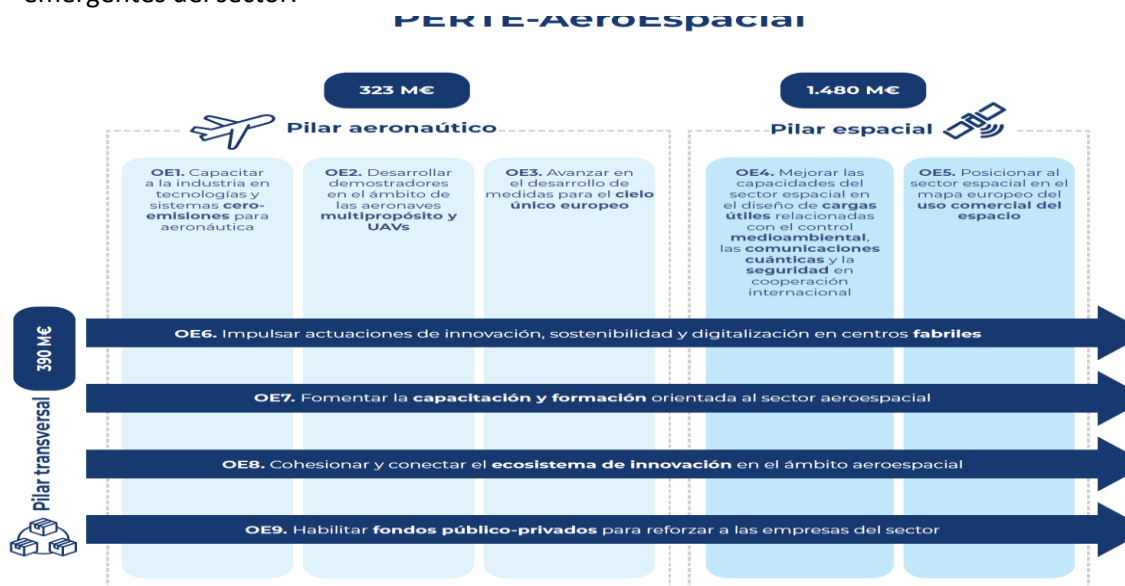 emergentes del sector.
PERTE-AeroEspacial
323 M€
1.480 M€
Pilar aeronaútico
Pilar espacial
OE1. Capacitar
a la industria en
tecnologías y
sistemas cero-
emisiones para
aeronáutica
OE2. Desarrollar
demostradores
en el ámbito de
las aeronaves
multipropósito y
UAVs
OE3. Avanzar en
el desarrollo de
medidas para el cielo
único europeo
OE4. Mejorar las
capacidades del
sector espacial en
el diseño de cargas
útiles relacionadas
con el control
medioambiental,
las comunicaciones
cuánticas y la
seguridad en
cooperación
internacional
OE5. Posicionar al
sector espacial en el
mapa europeo del
uso comercial del
espacio
390 M€
Pilar transversal
OE6. Impulsar actuaciones de innovación, sostenibilidad y digitalización en centros fabriles
OE7. Fomentar la capacitación y formación orientada al sector aeroespacial
OE8. Cohesionar y conectar el ecosistema de innovación en el ámbito aeroespacial
OE9. Habilitar fondos público-privados para reforzar a las empresas del sector